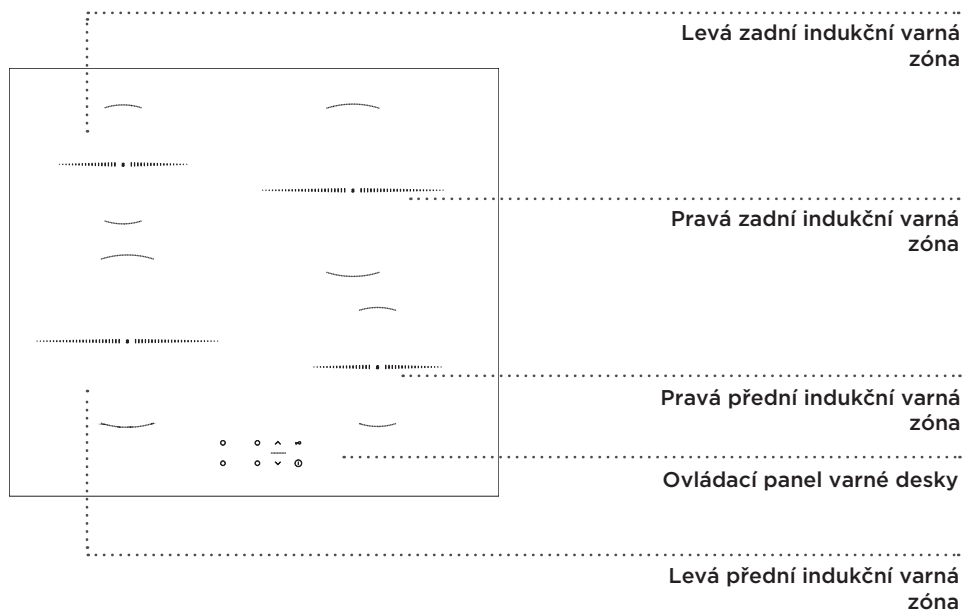 Levá zadní indukční varná
zóna
Pravá zadní indukční varná
zóna
Pravá přední indukční varná
zóna
Ovládací panel varné desky
Levá přední indukční varná
zóna